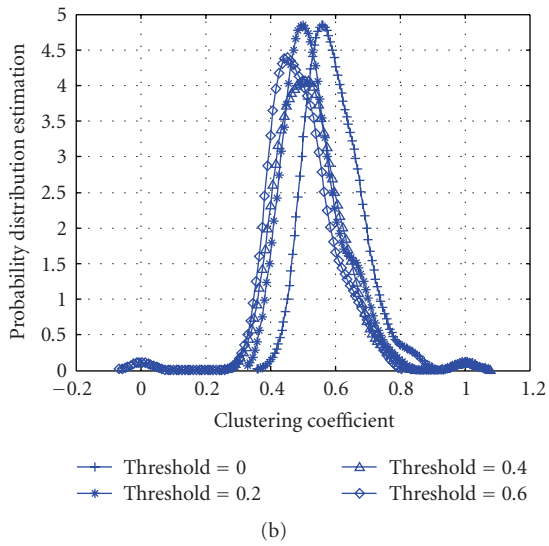 Probability distribution estimation
5
4.5
4
3.5
3
2.5
2
1.5
1
0.5
0
−0.2 0 0.2 0.4 0.6 0.8 1 1.2
Clustering coefficient
Threshold = 0 Threshold = 0.4
Threshold = 0.2 Threshold = 0.6
(b)